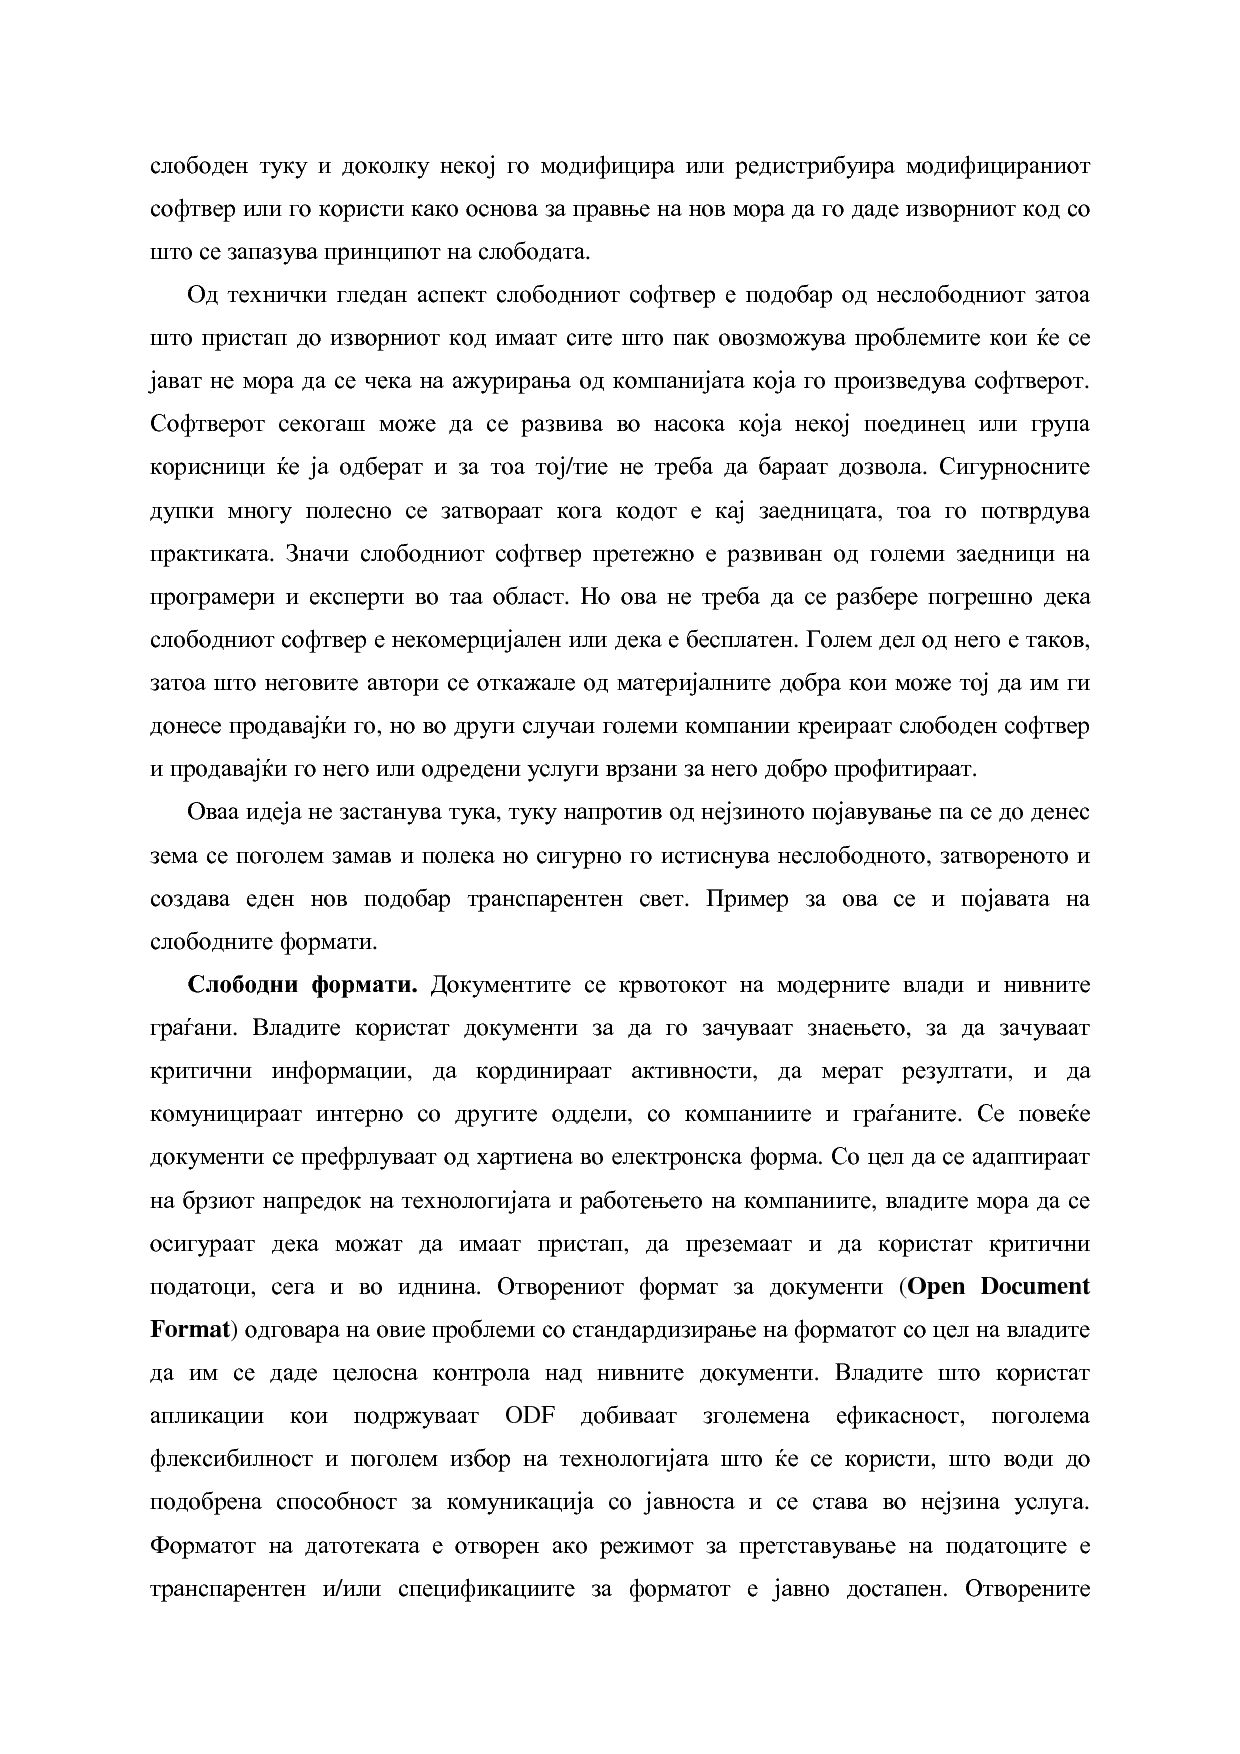 слободен туку и доколку некој го модифицира или редистрибуира модифицираниот
софтвер или го користи како основа за правње на нов мора да го даде изворниот код со
што се запазува принципот на слободата.
Од технички гледан аспект слободниот софтвер е подобар од неслободниот затоа
што пристап до изворниот код имаат сите што пак овозможува проблемите кои ќе се
јават не мора да се чека на ажурирања од компанијата која го произведува софтверот.
Софтверот секогаш може да се развива во насока која некој поединец или група
корисници ќе ја одберат и за тоа тој/тие не треба да бараат дозвола. Сигурносните
дупки многу полесно се затвораат кога кодот е кај заедницата, тоа го потврдува
практиката. Значи слободниот софтвер претежно е развиван од големи заедници на
програмери и експерти во таа област. Но ова не треба да се разбере погрешно дека
слободниот софтвер е некомерцијален или дека е бесплатен. Голем дел од него е таков,
затоа што неговите автори се откажале од материјалните добра кои може тој да им ги
донесе продавајќи го, но во други случаи големи компании креираат слободен софтвер
и продавајќи го него или одредени услуги врзани за него добро профитираат.
Оваа идеја не застанува тука, туку напротив од нејзиното појавување па се до денес
зема се поголем замав и полека но сигурно го истиснува неслободното, затвореното и
создава еден нов подобар транспарентен свет. Пример за ова се и појавата на
слободните формати.
Слободни формати. Документите се крвотокот на модерните влади и нивните
граѓани. Владите користат документи за да го зачуваат знаењето, за да зачуваат
критични информации, да кординираат активности, да мерат резултати, и да
комуницираат интерно со другите оддели, со компаниите и граѓаните. Се повеќе
документи се префрлуваат од хартиена во електронска форма. Со цел да се адаптираат
на брзиот напредок на технологијата и работењето на компаниите, владите мора да се
осигураат дека можат да имаат пристап, да преземаат и да користат критични
податоци, сега и во иднина. Отворениот формат за документи (Open Document
Format) одговара на овие проблеми со стандардизирање на форматот со цел на владите
да им се даде целосна контрола над нивните документи. Владите што користат
апликации кои подржуваат ODF добиваат зголемена ефикасност, поголема
флексибилност и поголем избор на технологијата што ќе се користи, што води до
подобрена способност за комуникација со јавноста и се става во нејзина услуга.
Форматот на датотеката е отворен ако режимот за претставување на податоците е
транспарентен и/или спецификациите за форматот е јавно достапен. Отворените